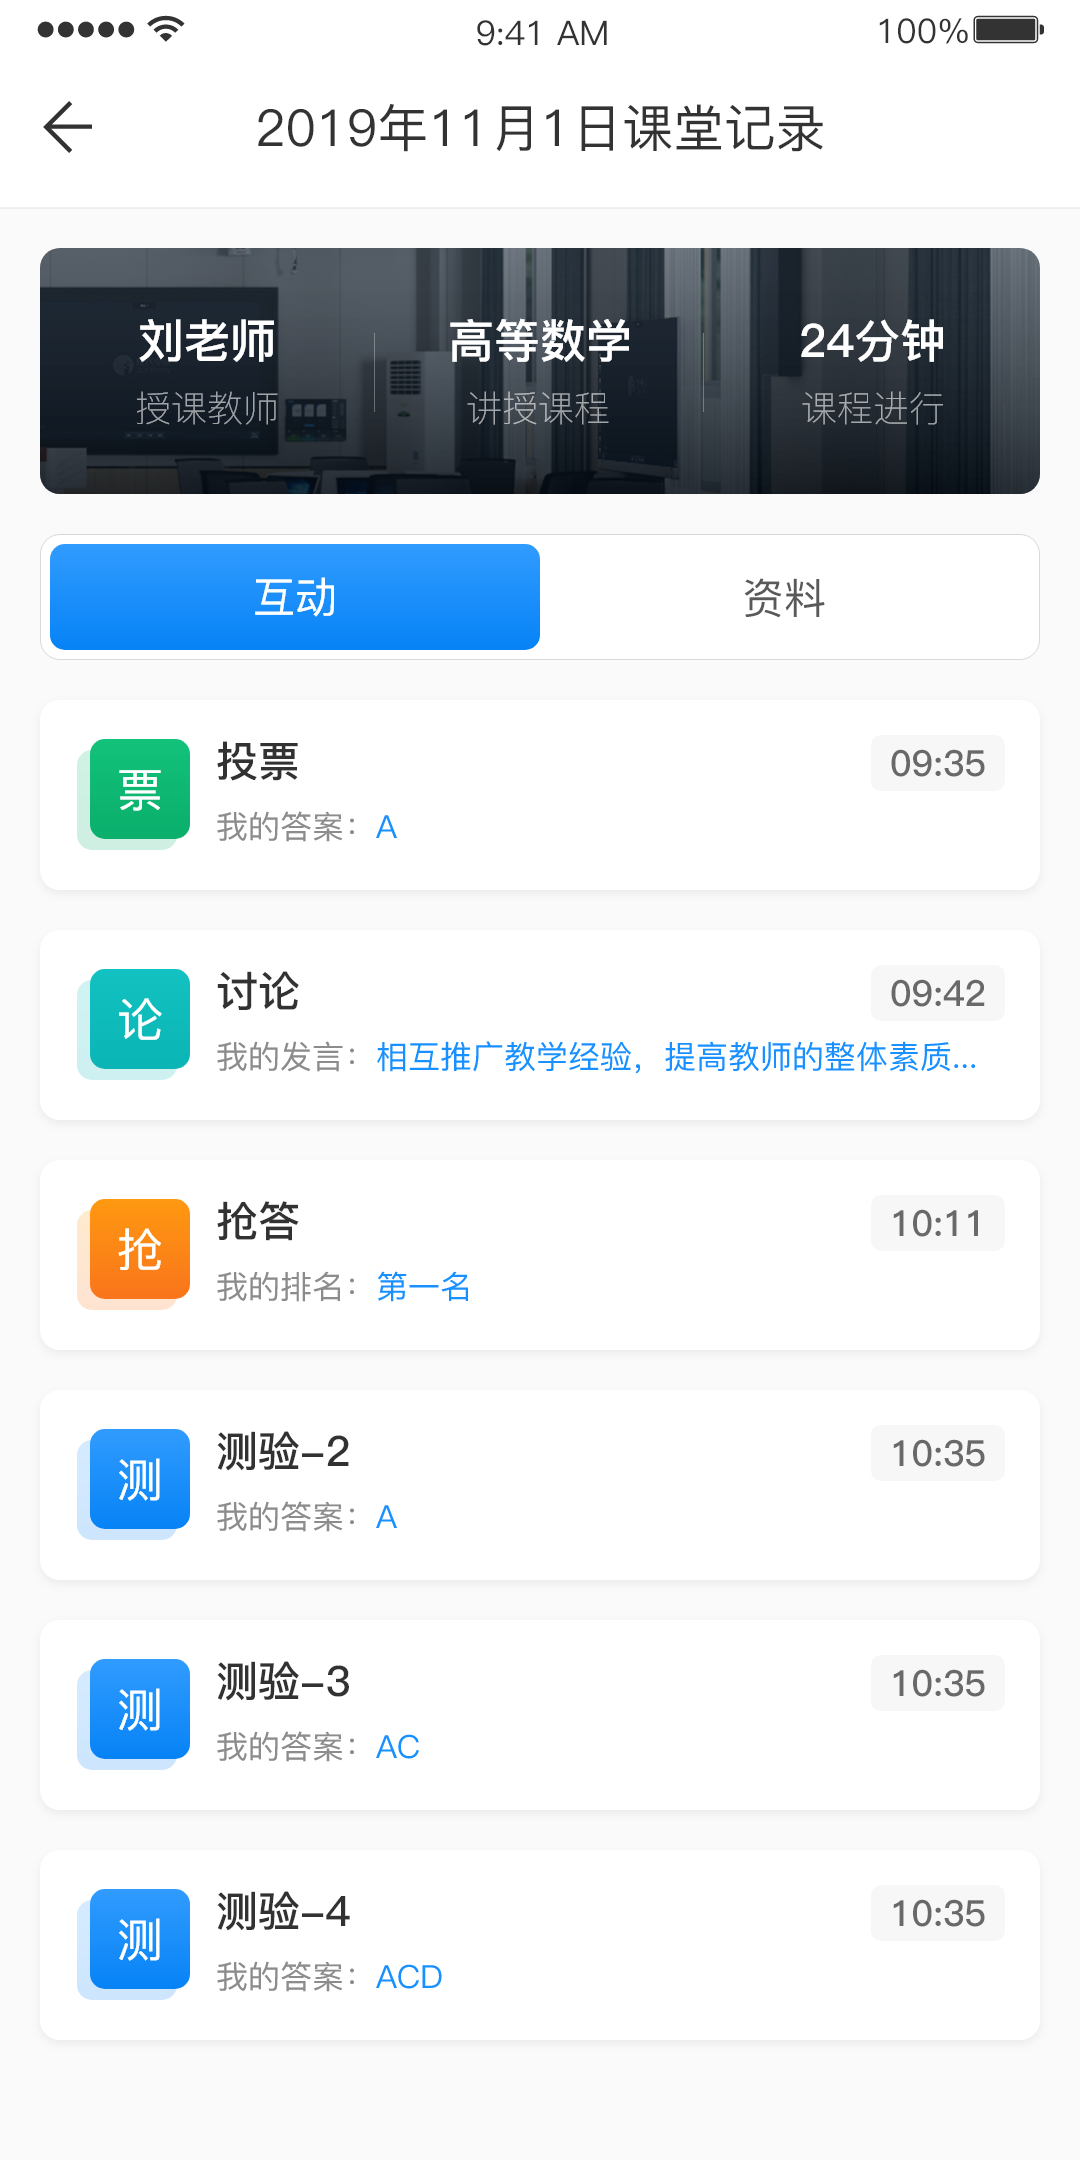 9:41 AM
100%
2019年11月1日课堂记录
刘老师
高等数学
24分钟
授课教师
讲授课程
课程进行
互动
资料
票
投票
09:35
我的答案：A
论
讨论
09:42
我的发言：相互推广教学经验，提高教师的整体素质...
抢
抢答
10:11
我的排名：第一名
测
测验-2
10:35
我的答案：A
测
测验-3
10:35
我的答案：AC
测
测验-4
10:35
我的答案：ACD